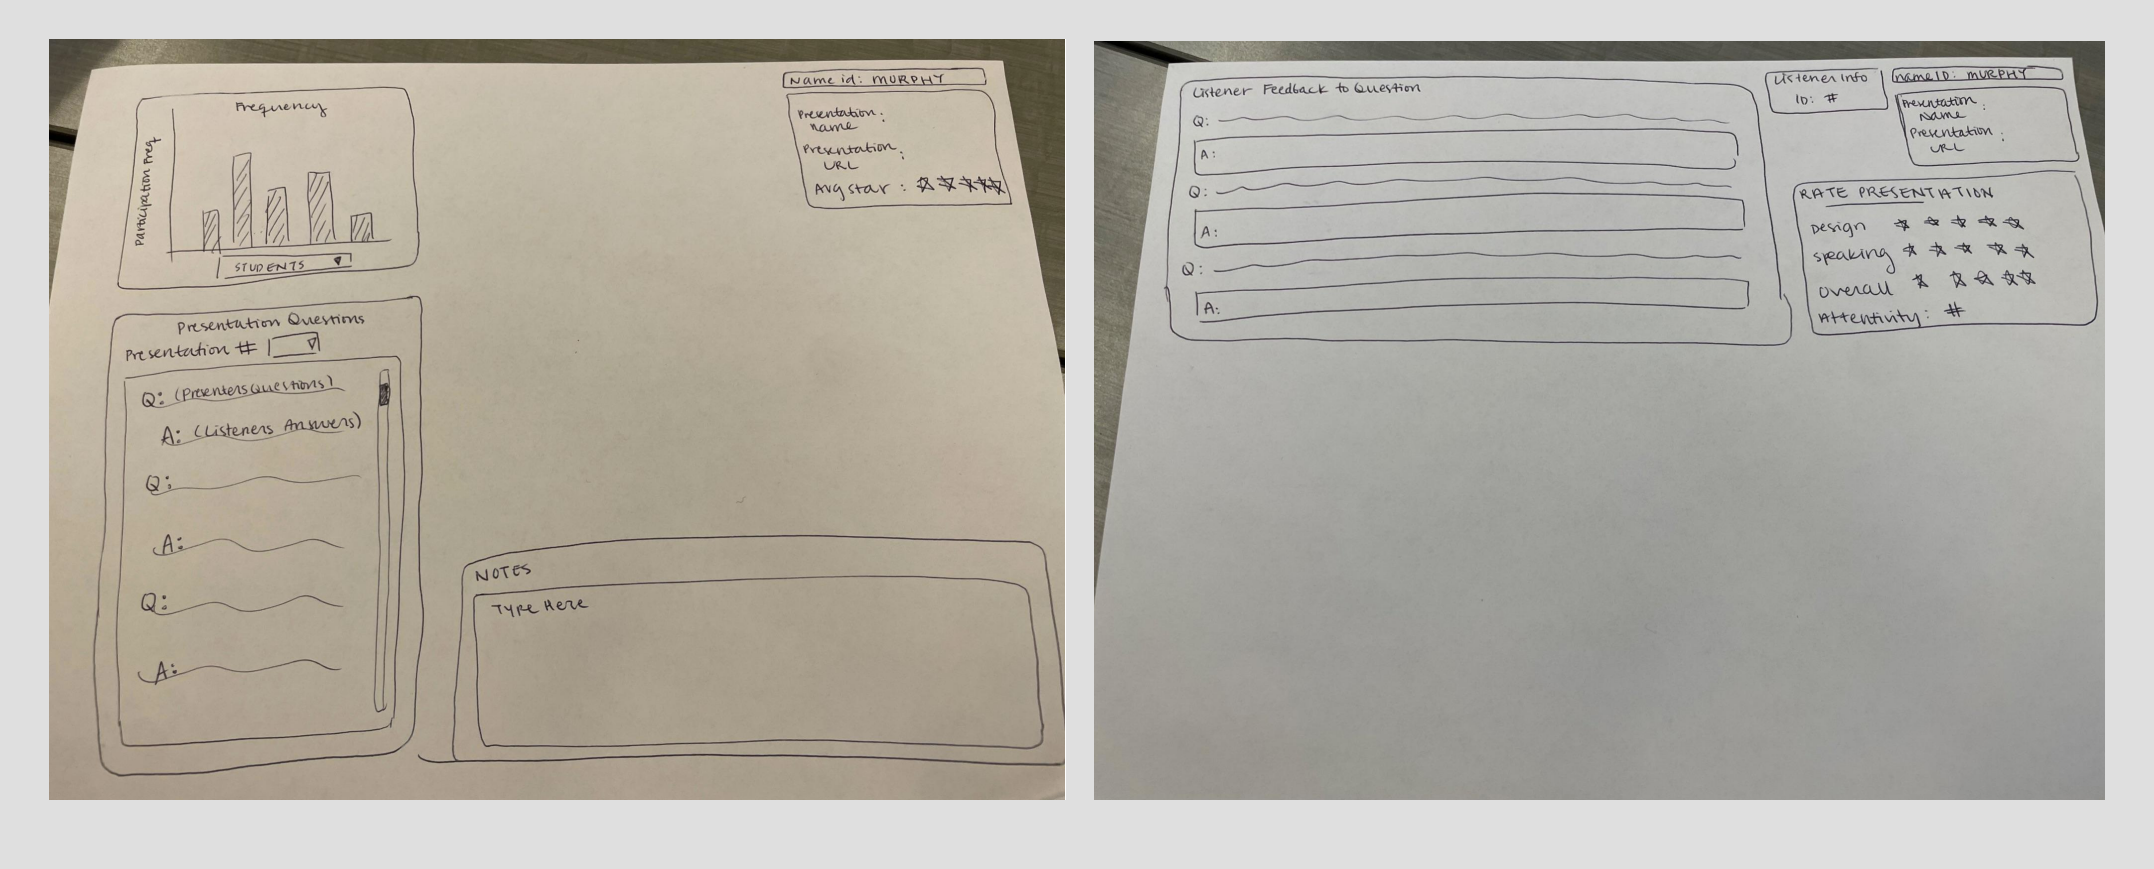 Frequency
Participation Freq
STUDENTS
Name id: MURPHY
Presentation:
name
Presentation:
URL
Avg star :
Presentation Questions
Presentation #
Q: (Presenters Questions)
A: (Listeners Answers)
Q:
A:
Q:
A:
NOTES
Type Here
Listener Feedback to Question
Q:
A:
Q:
A:
Q:
A:
Listener Info
ID: #
name ID: MURPHY
Presentation:
Name
Presentation:
URL
RATE PRESENTATION
Design
speaking
overall
Attentivity: #